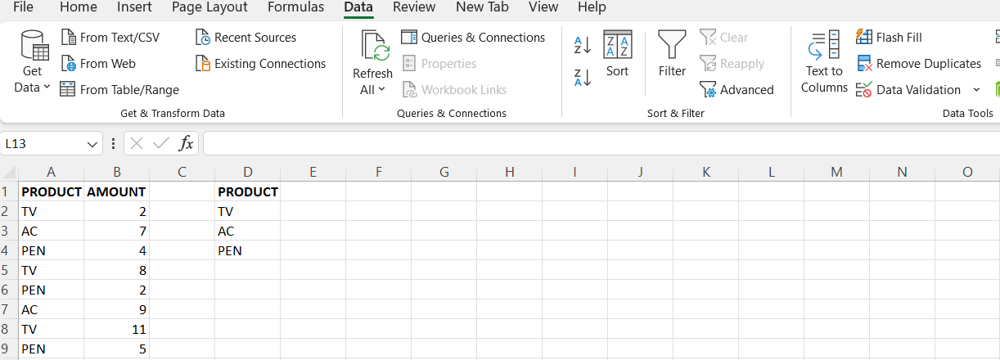 File Home Insert Page Layout Formulas Data Review New Tab View Help
Get Data
From Text/CSV
From Web
From Table/Range
Recent Sources
Existing Connections
Get & Transform Data
Refresh All
Queries & Connections
Properties
Workbook Links
Queries & Connections
A Z
Z A
Z A A Z
Sort
Filter
Clear
Reapply
Advanced
Sort & Filter
Text to Columns
Flash Fill
Remove Duplicates
Data Validation
Data Tools
L13 fx
A B C D E F G H I J K L M N O
1 PRODUCT AMOUNT PRODUCT
2 TV 2 TV
3 AC 7 AC
4 PEN 4 PEN
5 TV 8
6 PEN 2
7 AC 9
8 TV 11
9 PEN 5